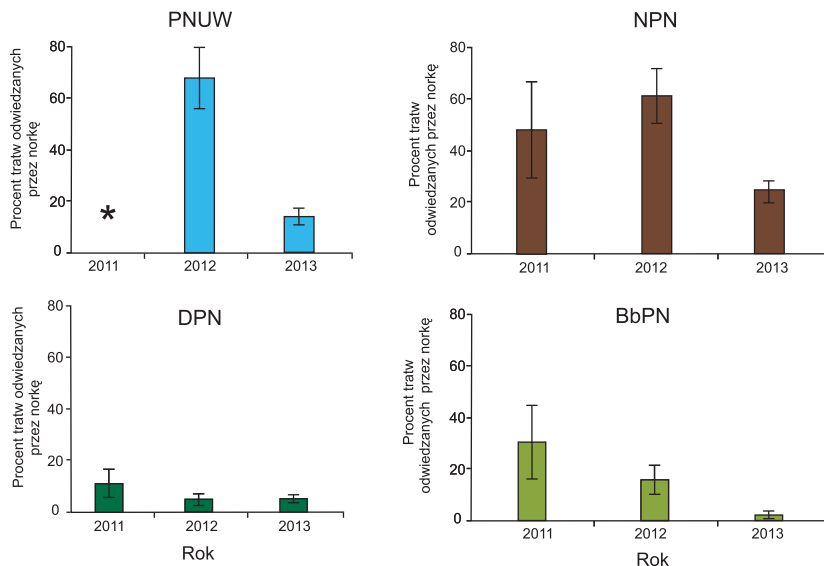 PNUW
Procent tratw odwiedzanych
przez norkę
80
60
40
20
0
*
2011
2012
2013
NPN
Procent tratw
odwiedzanych przez norkę
80
60
40
20
0
2011
2012
2013
DPN
Procent tratw odwiedzanych
przez norkę
80
60
40
20
0
2011
2012
2013
Rok
BbPN
Procent tratw
odwiedzanych przez norkę
80
60
40
20
0
2011
2012
2013
Rok